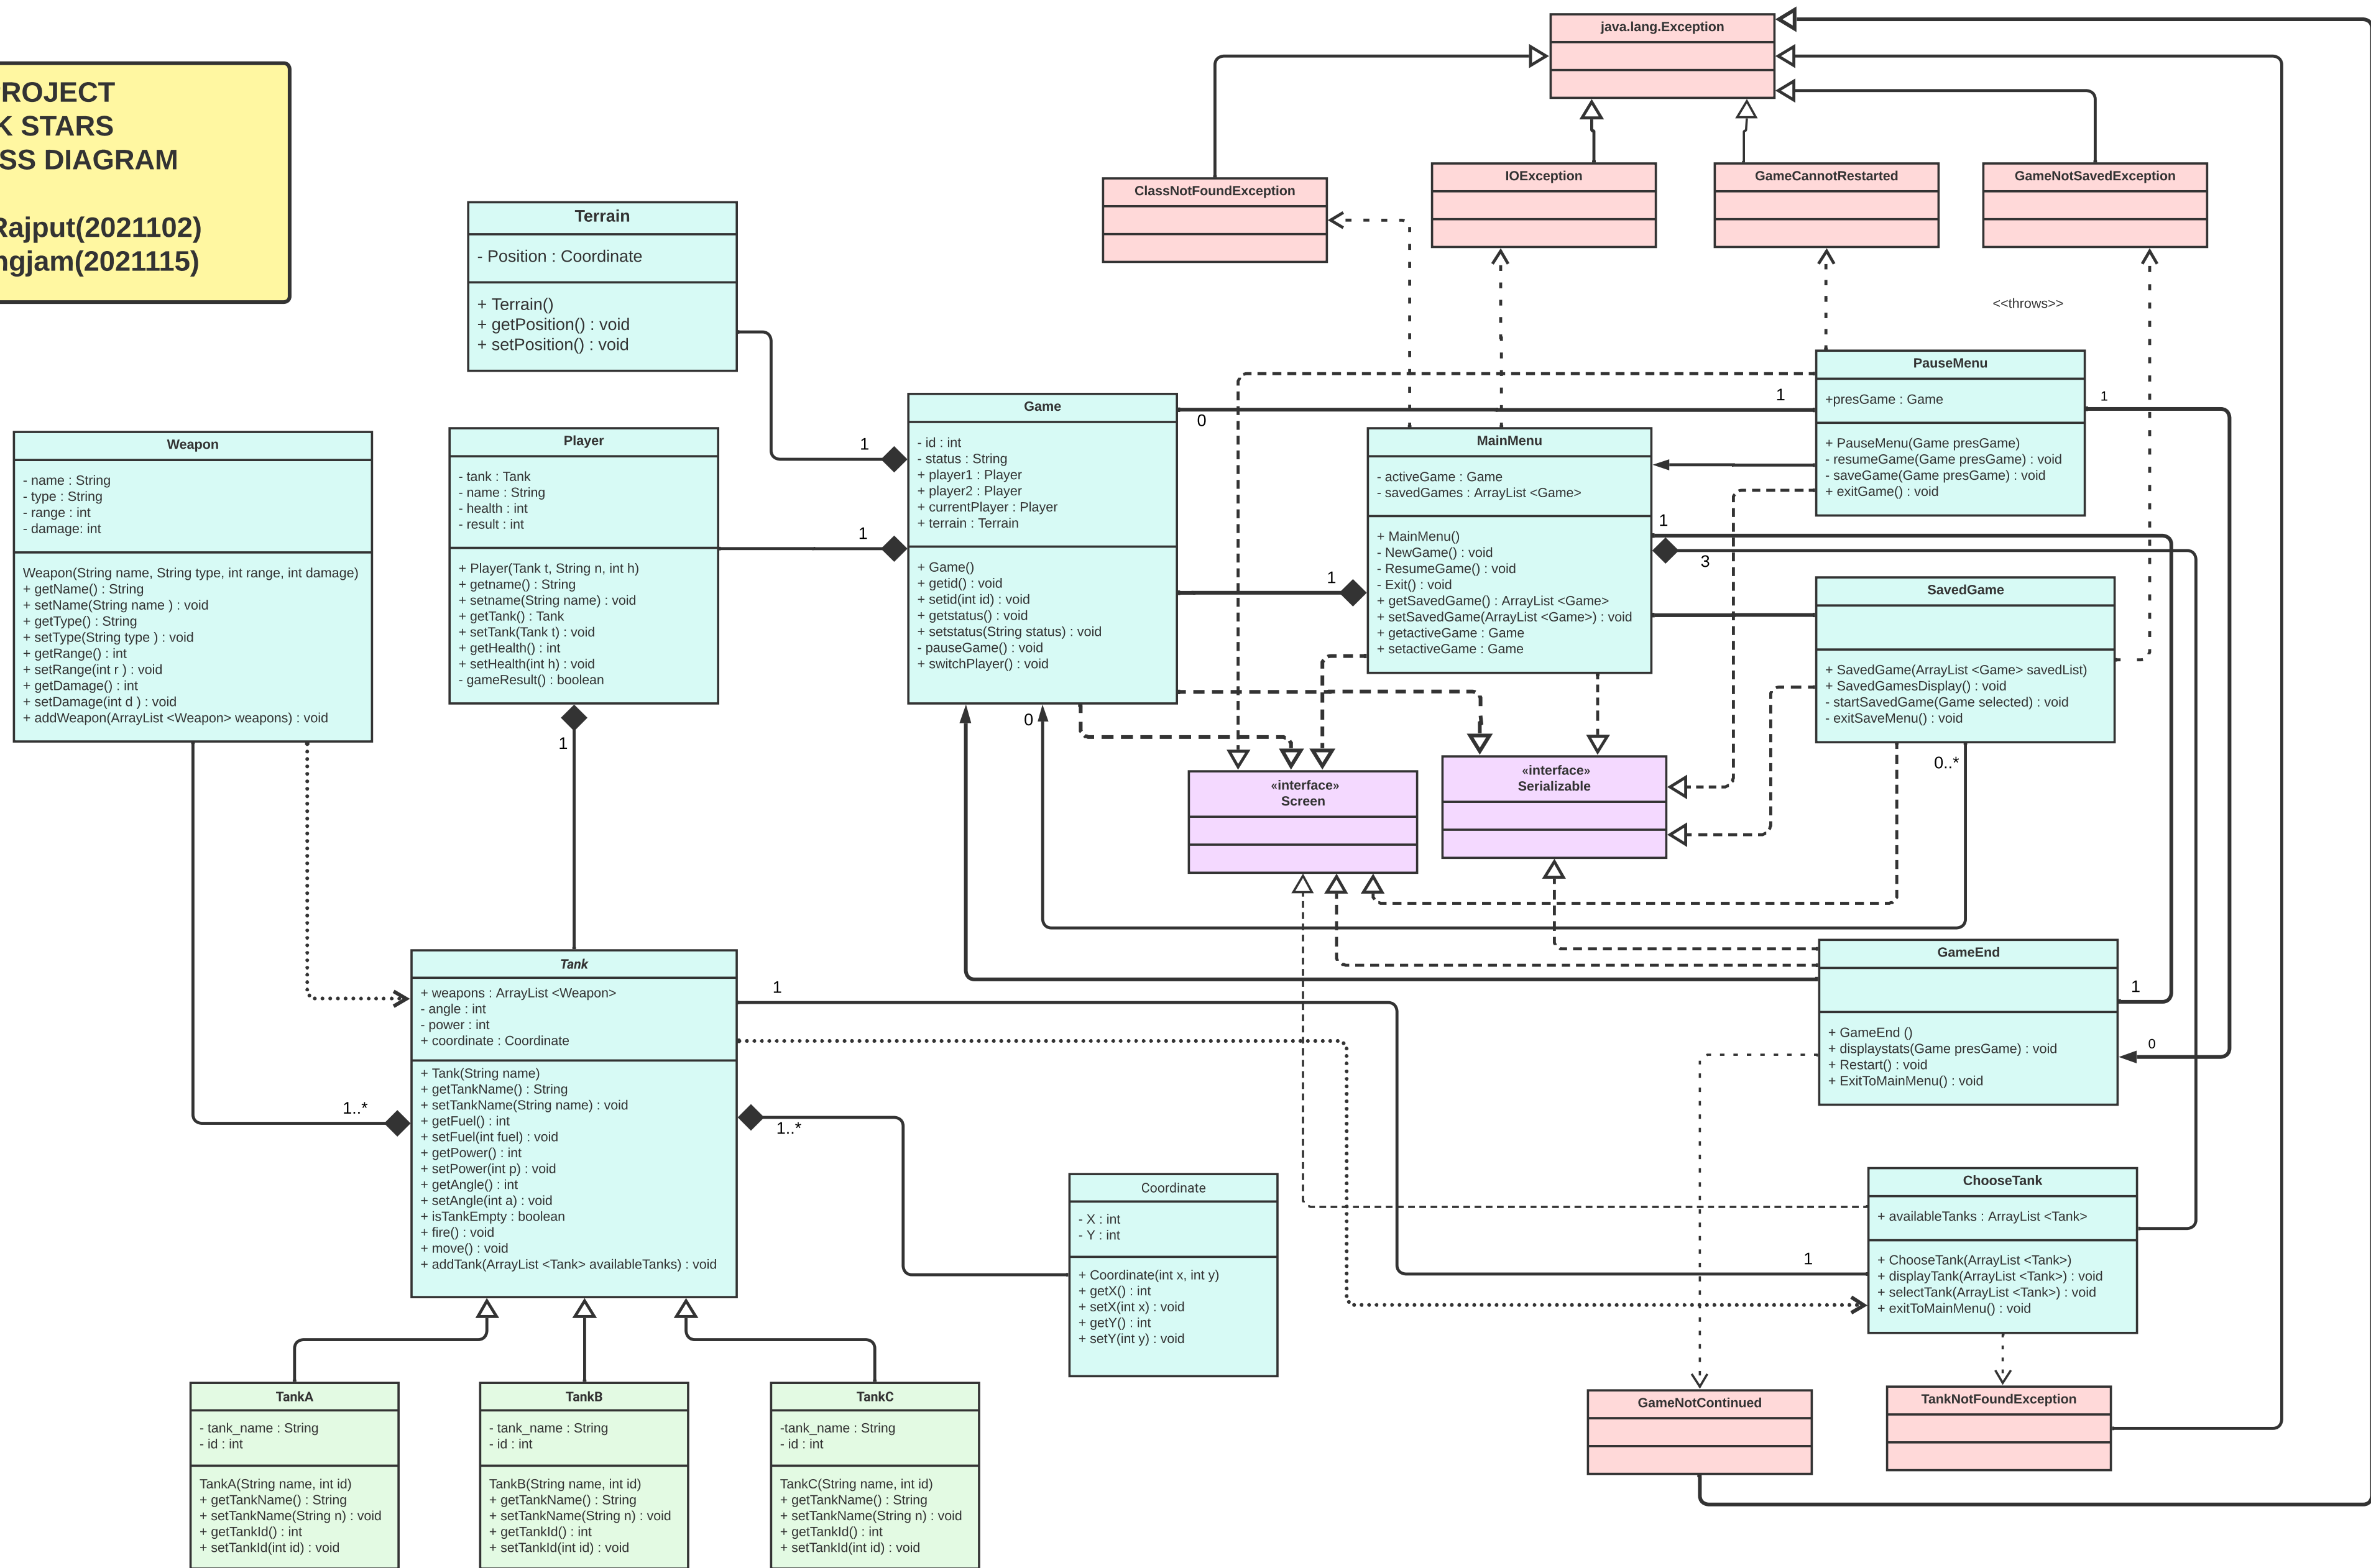 ROJECT
K STARS
SS DIAGRAM
Rajput(2021102)
ngjam(2021115)
java.lang.Exception
ClassNotFoundException
IOException
GameCannotRestarted
GameNotSavedException
<<throws>>
Terrain
- Position : Coordinate
+ Terrain()
+ getPosition() : void
+ setPosition() : void
1
Weapon
- name : String
- type : String
- range : int
- damage: int
Weapon(String name, String type, int range, int damage)
+ getName() : String
+ setName(String name ) : void
+ getType() : String
+ setType(String type ) : void
+ getRange() : int
+ setRange(int r ) : void
+ getDamage() : int
+ setDamage(int d ) : void
+ addWeapon(ArrayList <Weapon> weapons) : void
Player
- tank : Tank
- name : String
- health : int
- result : int
+ Player(Tank t, String n, int h)
+ getname() : String
+ setname(String name) : void
+ getTank() : Tank
+ setTank(Tank t) : void
+ getHealth() : int
+ setHealth(int h) : void
- gameResult() : boolean
1
1
Game
- id : int
- status : String
+ player1 : Player
+ player2 : Player
+ currentPlayer : Player
+ terrain : Terrain
+ Game()
+ getid() : void
+ setid(int id) : void
+ getstatus() : void
+ setstatus(String status) : void
- pauseGame() : void
+ switchPlayer() : void
0
1
0
1
MainMenu
- activeGame : Game
- savedGames : ArrayList <Game>
+ MainMenu()
- NewGame() : void
- ResumeGame() : void
- Exit() : void
+ getSavedGame() : ArrayList <Game>
+ setSavedGame(ArrayList <Game>) : void
+ getactiveGame : Game
+ setactiveGame : Game
1
3
PauseMenu
+presGame : Game
+ PauseMenu(Game presGame)
- resumeGame(Game presGame) : void
- saveGame(Game presGame) : void
+ exitGame() : void
1
SavedGame
+ SavedGame(ArrayList <Game> savedList)
+ SavedGamesDisplay() : void
- startSavedGame(Game selected) : void
- exitSaveMenu() : void
0..*
«interface»
Screen
«interface»
Serializable
Tank
+ weapons : ArrayList <Weapon>
- angle : int
- power : int
+ coordinate : Coordinate
+ Tank(String name)
+ getTankName() : String
+ setTankName(String name) : void
+ getFuel() : int
+ setFuel(int fuel) : void
+ getPower() : int
+ setPower(int p) : void
+ getAngle() : int
+ setAngle(int a) : void
+ isTankEmpty : boolean
+ fire() : void
+ move() : void
+ addTank(ArrayList <Tank> availableTanks) : void
1
1..*
1..*
GameEnd
+ GameEnd ()
+ displaystats(Game presGame) : void
+ Restart() : void
+ ExitToMainMenu() : void
1
0
Coordinate
- X : int
- Y : int
+ Coordinate(int x, int y)
+ getX() : int
+ setX(int x) : void
+ getY() : int
+ setY(int y) : void
ChooseTank
+ availableTanks : ArrayList <Tank>
+ ChooseTank(ArrayList <Tank>)
+ displayTank(ArrayList <Tank>) : void
+ selectTank(ArrayList <Tank>) : void
+ exitToMainMenu() : void
1
TankA
- tank_name : String
- id : int
TankA(String name, int id)
+ getTankName() : String
+ setTankName(String n) : void
+ getTankId() : int
+ setTankId(int id) : void
TankB
- tank_name : String
- id : int
TankB(String name, int id)
+ getTankName() : String
+ setTankName(String n) : void
+ getTankId() : int
+ setTankId(int id) : void
TankC
-tank_name : String
- id : int
TankC(String name, int id)
+ getTankName() : String
+ setTankName(String n) : void
+ getTankId() : int
+ setTankId(int id) : void
GameNotContinued
TankNotFoundException